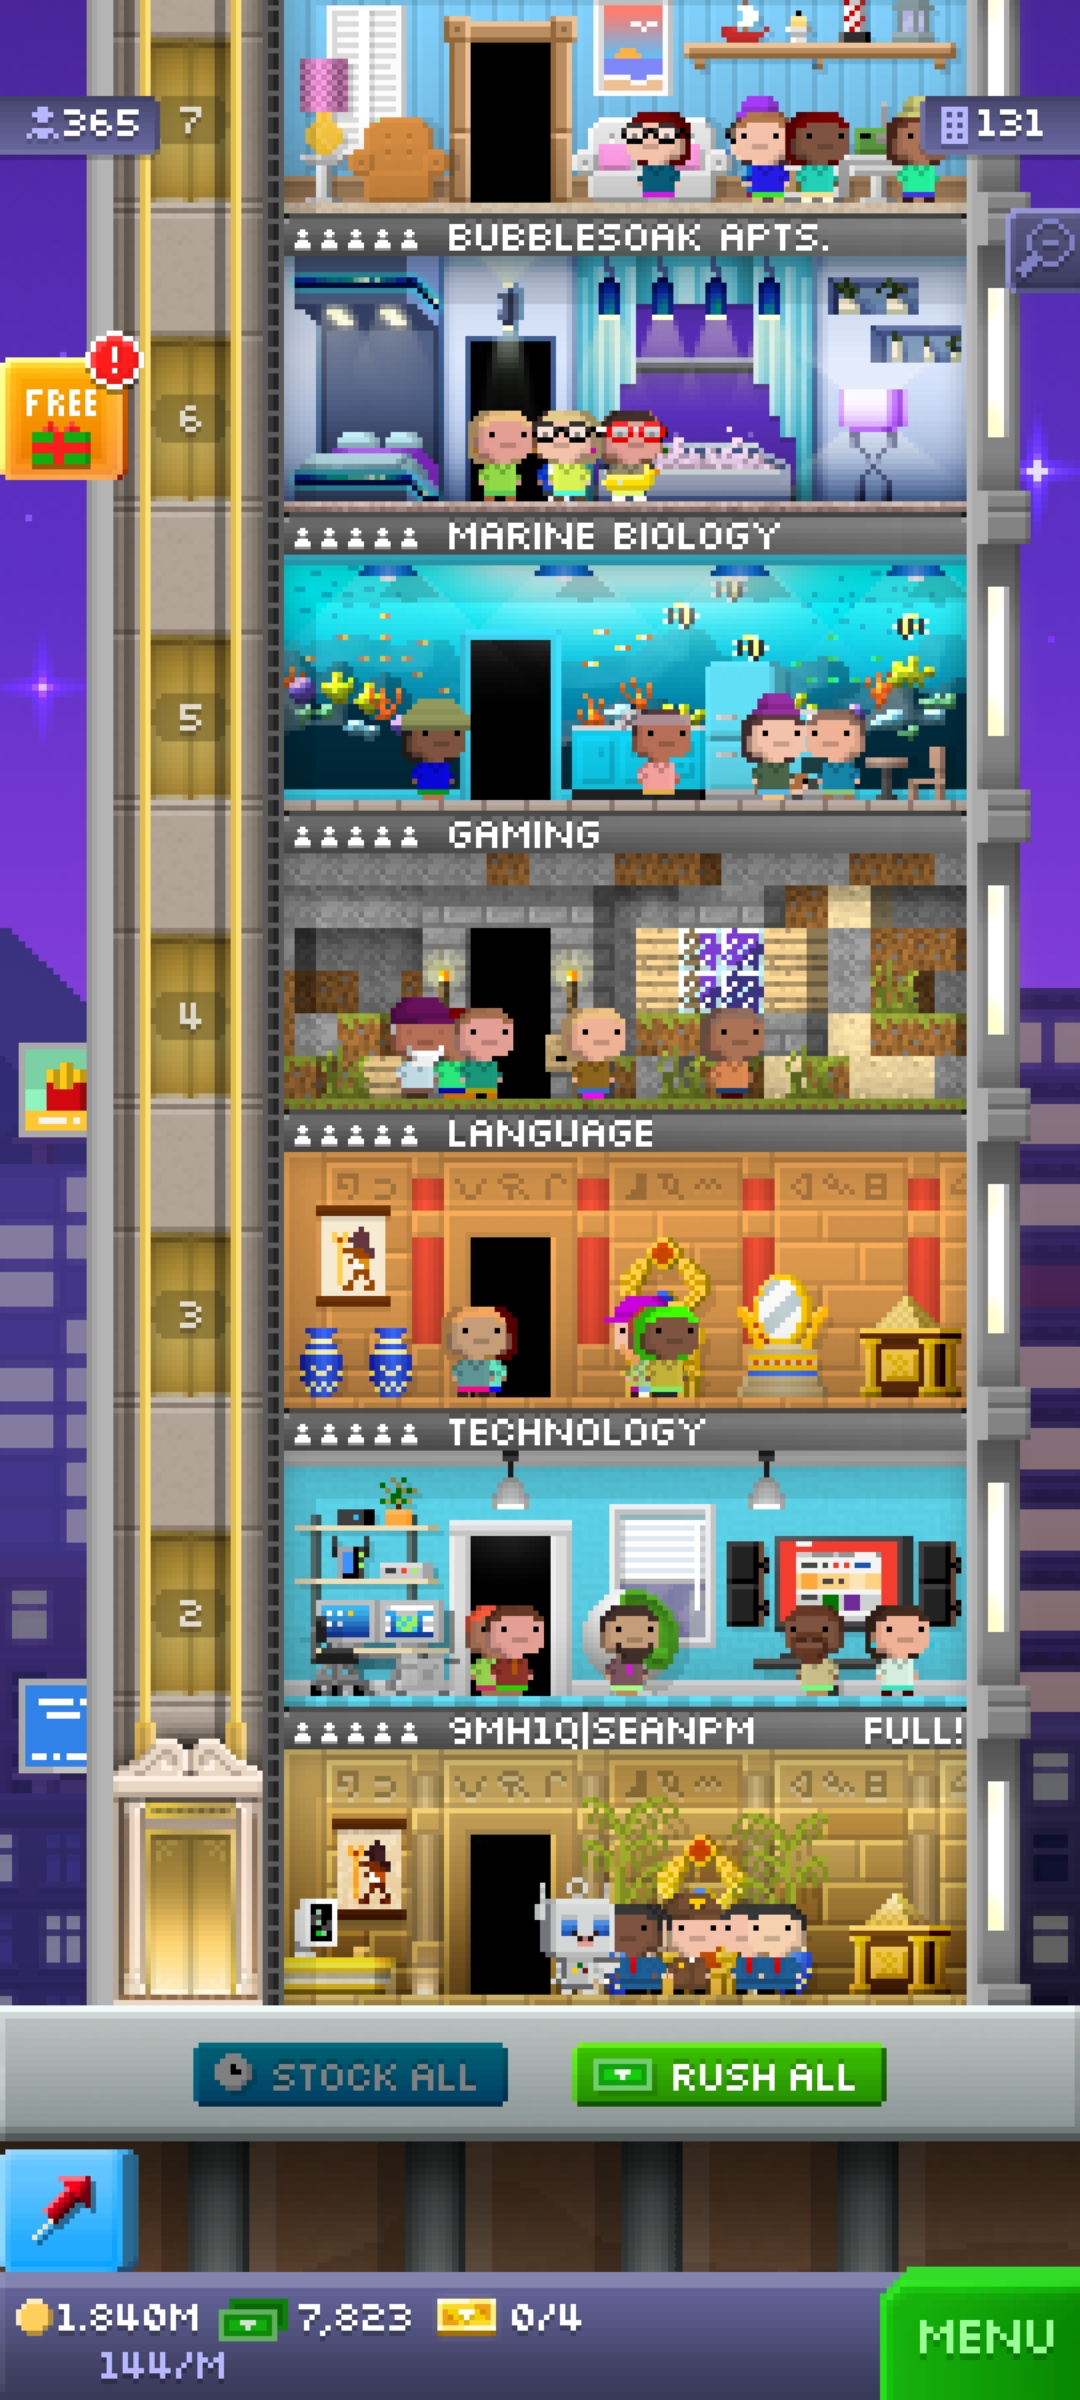 365
7
131
BUBBLESOAK APTS.
FREE
!
6
MARINE BIOLOGY
5
GAMING
4
LANGUAGE
3
TECHNOLOGY
2
9MH1Q|SEANPM FULL!
STOCK ALL
RUSH ALL
1.840M 7,823 0/4
144/M
MENU